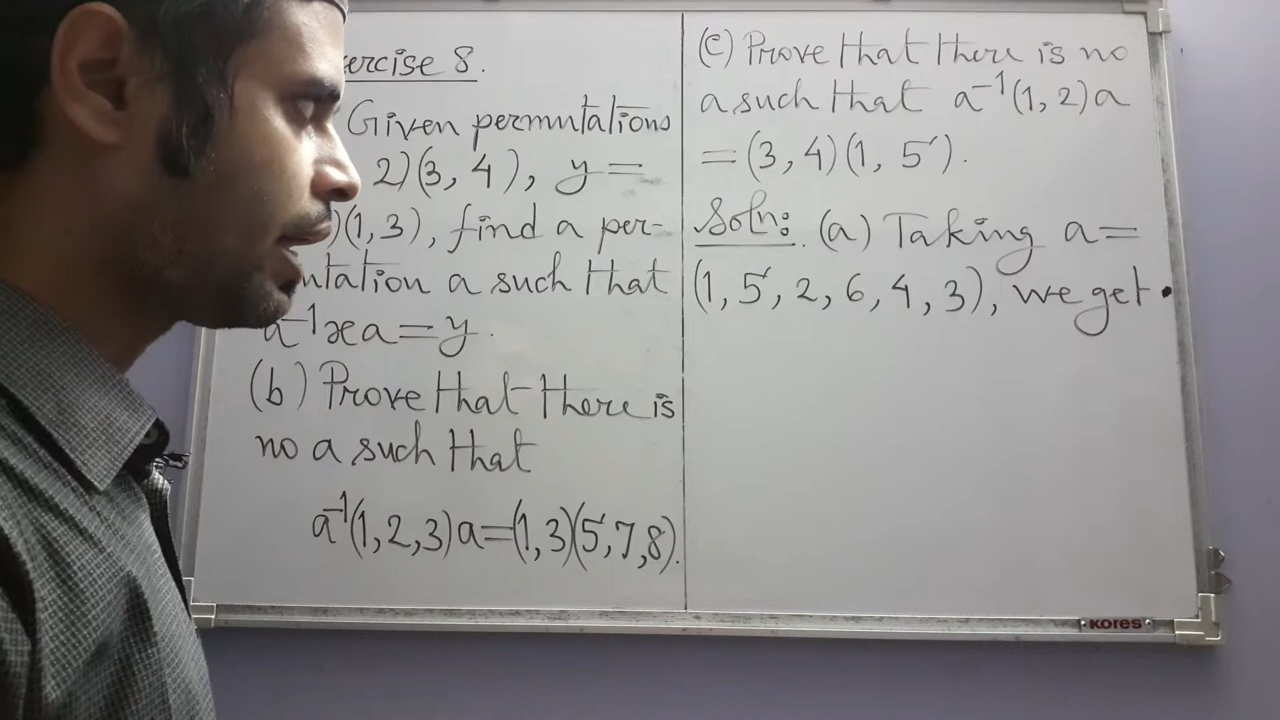 ercise 8.
Given permutations
2)(3, 4), y =
)(1, 3), find a per-
mutation a such that
a⁻¹xa = y.
(b) Prove that there is
no a such that
a⁻¹(1, 2, 3)a = (1, 3)(5, 7, 8).
(c) Prove that there is no
a such that a⁻¹(1, 2)a
= (3, 4)(1, 5).
Soln: (a) Taking a =
(1, 5, 2, 6, 4, 3), we get
KORES